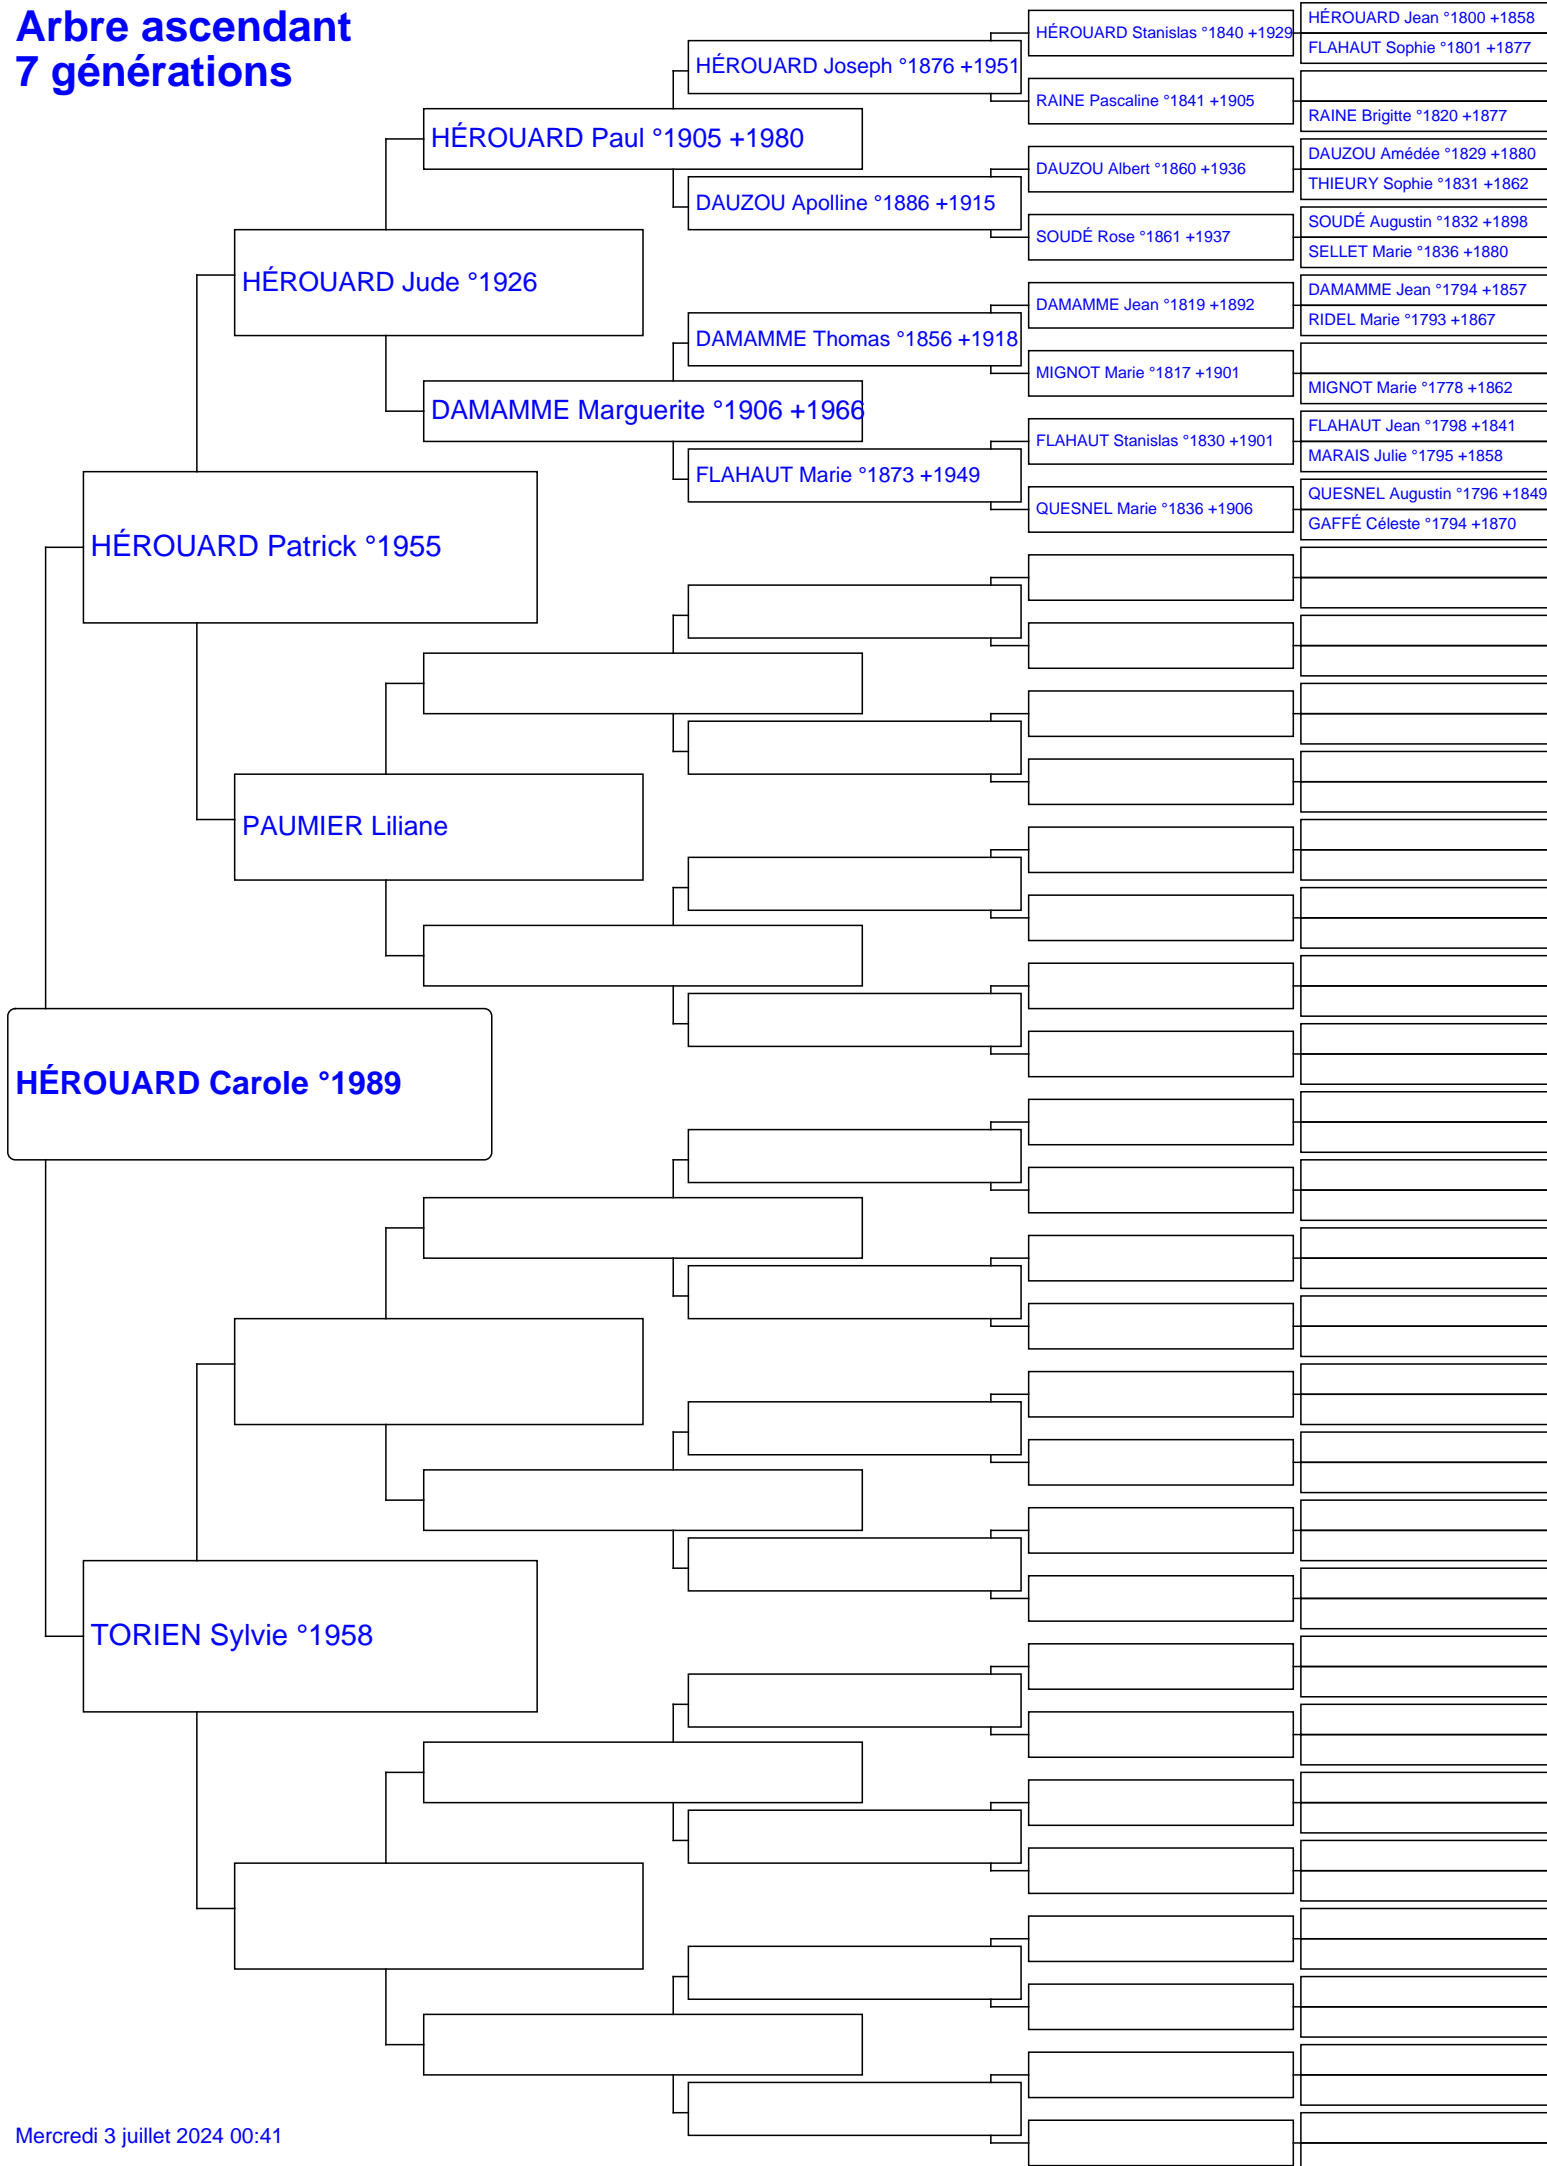 Arbre ascendant
7 générations
HÉROUARD Carole °1989
HÉROUARD Patrick °1955
TORIEN Sylvie °1958
HÉROUARD Jude °1926
PAUMIER Liliane
HÉROUARD Paul °1905 +1980
DAMAMME Marguerite °1906 +1966
HÉROUARD Joseph °1876 +1951
DAUZOU Apolline °1886 +1915
DAMAMME Thomas °1856 +1918
FLAHAUT Marie °1873 +1949
HÉROUARD Stanislas °1840 +1929
RAINE Pascaline °1841 +1905
DAUZOU Albert °1860 +1936
SOUDÉ Rose °1861 +1937
DAMAMME Jean °1819 +1892
MIGNOT Marie °1817 +1901
FLAHAUT Stanislas °1830 +1901
QUESNEL Marie °1836 +1906
HÉROUARD Jean °1800 +1858
FLAHAUT Sophie °1801 +1877
RAINE Brigitte °1820 +1877
DAUZOU Amédée °1829 +1880
THIEURY Sophie °1831 +1862
SOUDÉ Augustin °1832 +1898
SELLET Marie °1836 +1880
DAMAMME Jean °1794 +1857
RIDEL Marie °1793 +1867
MIGNOT Marie °1778 +1862
FLAHAUT Jean °1798 +1841
MARAIS Julie °1795 +1858
QUESNEL Augustin °1796 +1849
GAFFÉ Céleste °1794 +1870
Mercredi 3 juillet 2024 00:41